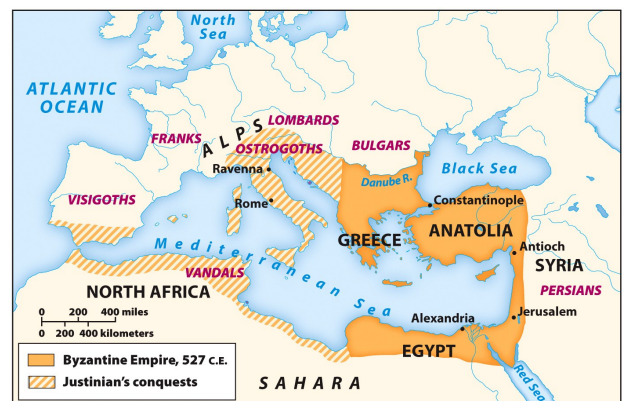 North
Sea
ATLANTIC
OCEAN
LOMBARDS
ALPS
FRANKS
OSTROGOTHS
BULGARS
Ravenna
Danube R.
Black Sea
VISIGOTHS
Rome
Constantinople
GREECE
ANATOLIA
Mediterranean Sea
Antioch
SYRIA
VANDALS
NORTH AFRICA
PERSIANS
0 200 400 miles
0 200 400 kilometers
Alexandria
Jerusalem
EGYPT
Byzantine Empire, 527 C.E.
Justinian's conquests
SAHARA
Red Sea